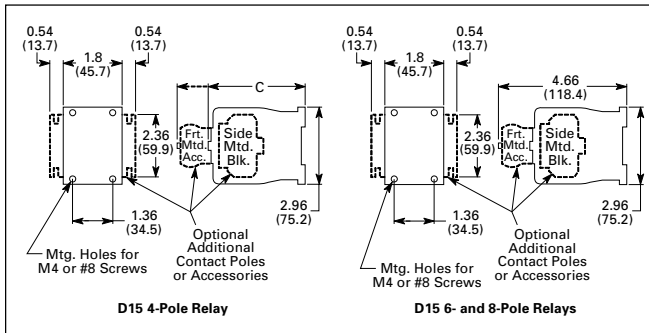 0.54
(13.7)
1.8
(45.7)
0.54
(13.7)
C
Frt.
Mtd.
Acc.
Side
Mtd.
Blk.
2.36
(59.9)
2.96
(75.2)
1.36
(34.5)
Mtg. Holes for
M4 or #8 Screws
Optional
Additional
Contact Poles
or Accessories
D15 4-Pole Relay
0.54
(13.7)
1.8
(45.7)
0.54
(13.7)
4.66
(118.4)
Frt.
Mtd.
Acc.
Side
Mtd.
Blk.
2.36
(59.9)
2.96
(75.2)
1.36
(34.5)
Mtg. Holes for
M4 or #8 Screws
Optional
Additional
Contact Poles
or Accessories
D15 6- and 8-Pole Relays